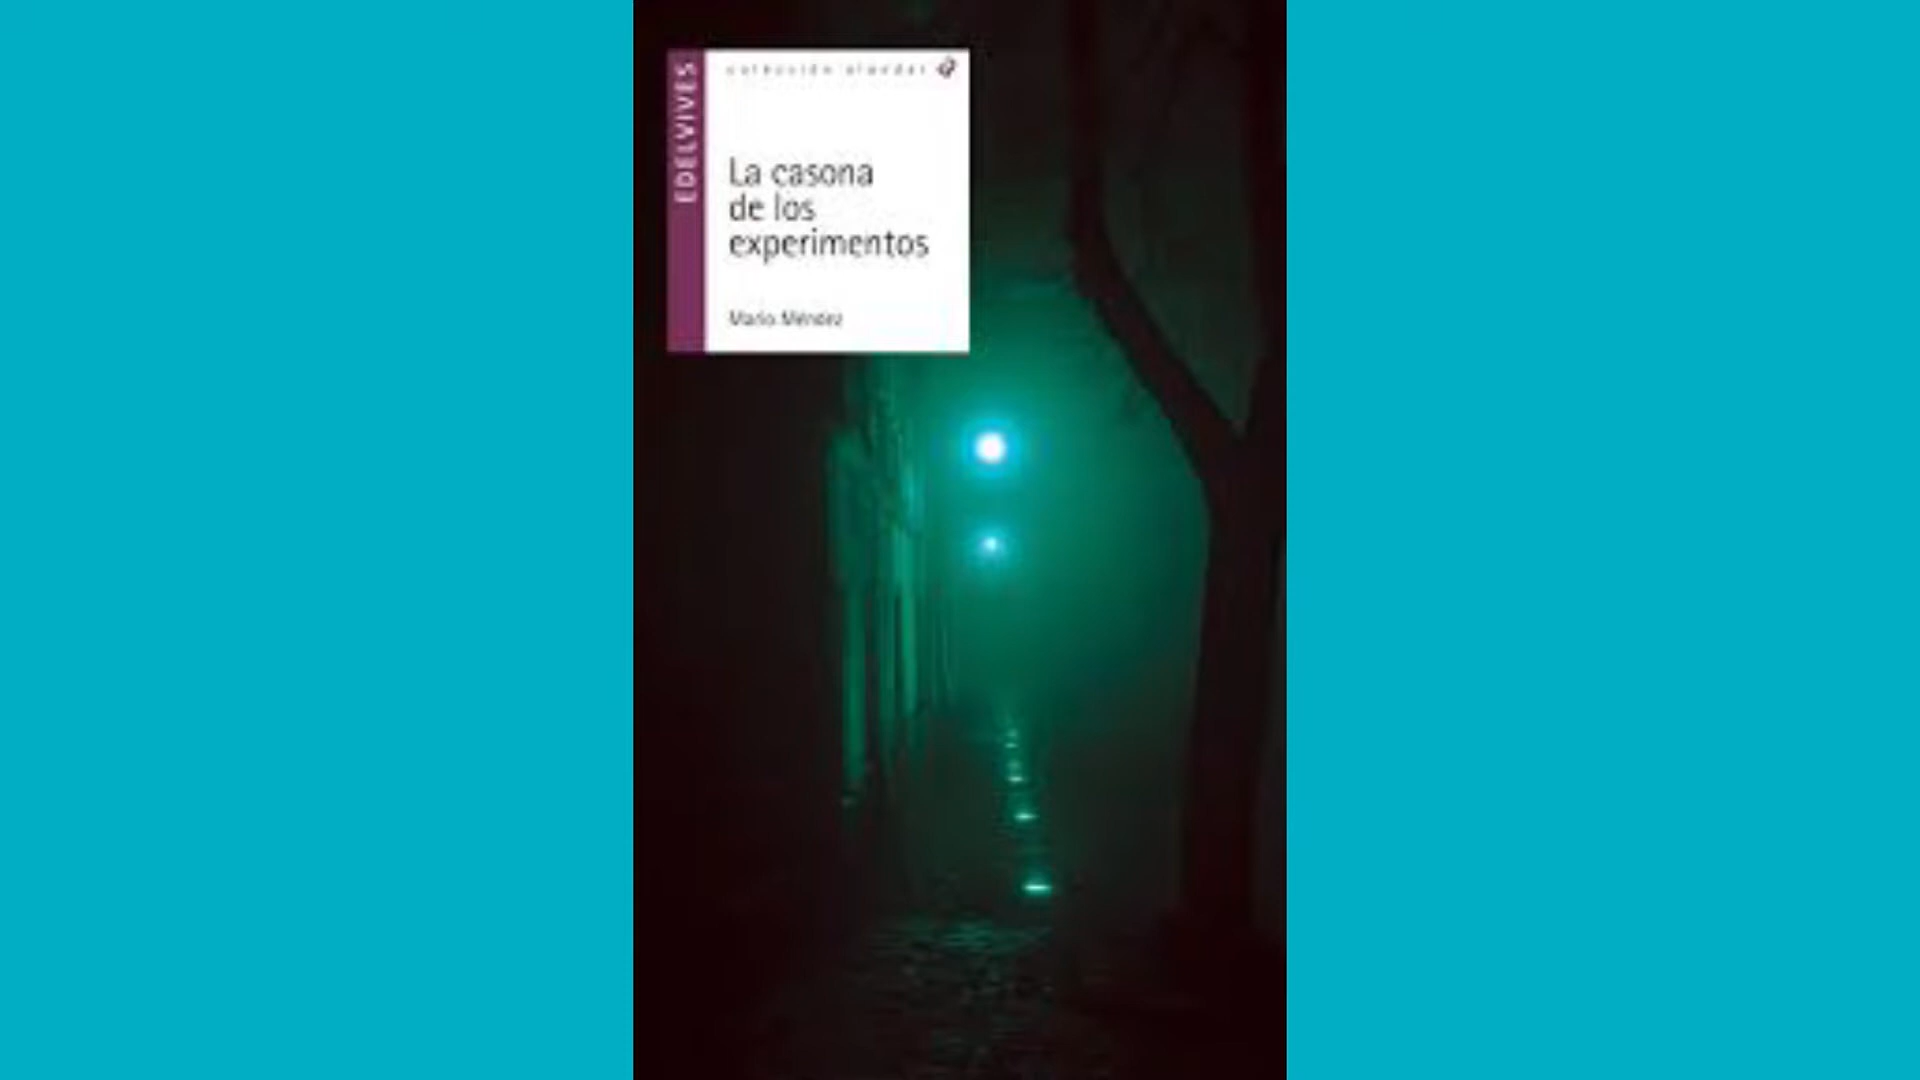 EDELVIVES
colección alandar
La casona
de los
experimentos
Mario Méndez